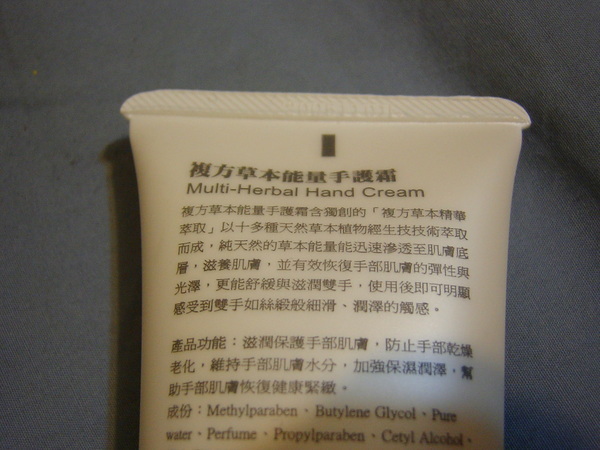 複方草本能量手護霜
Multi-Herbal Hand Cream
複方草本能量手護霜含獨創的「複方草本精華
萃取」以十多種天然草本植物經生技技術萃取
而成，純天然的草本能量能迅速滲透至肌膚底
層，滋養肌膚，並有效恢復手部肌膚的彈性與
光澤，更能舒緩與滋潤雙手，使用後即可明顯
感受到雙手如絲緞般細滑、潤澤的觸感。
產品功能：滋潤保護手部肌膚，防止手部乾燥
老化，維持手部肌膚水分，加強保濕潤澤，幫
助手部肌膚恢復健康緊緻。
成份：Methylparaben、Butylene Glycol、Pure
water、Perfume、Propylparaben、Cetyl Alcohol、